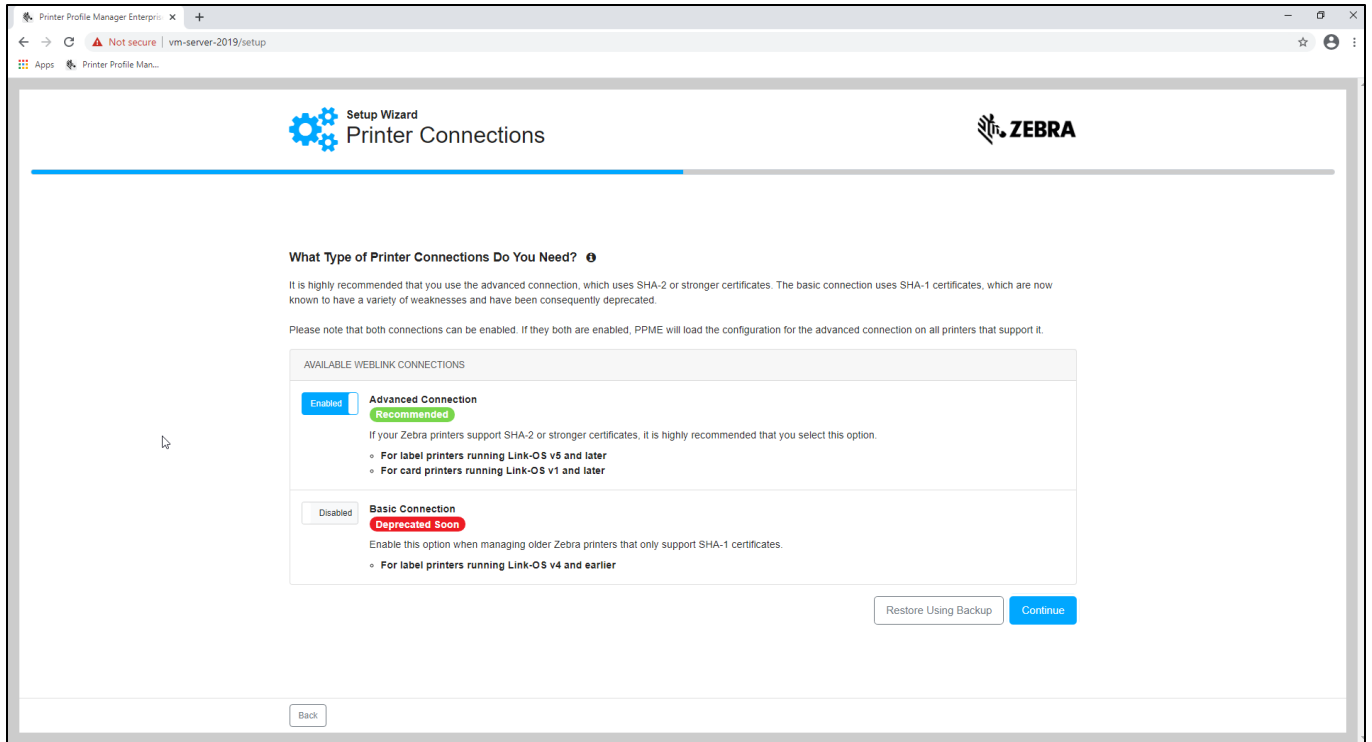 Printer Profile Manager Enterpris
Not secure | vm-server-2019/setup
Apps Printer Profile Man...
Setup Wizard
Printer Connections
ZEBRA
What Type of Printer Connections Do You Need?
It is highly recommended that you use the advanced connection, which uses SHA-2 or stronger certificates. The basic connection uses SHA-1 certificates, which are now
known to have a variety of weaknesses and have been consequently deprecated.
Please note that both connections can be enabled. If they both are enabled, PPME will load the configuration for the advanced connection on all printers that support it.
AVAILABLE WEBLINK CONNECTIONS
Enabled
Advanced Connection
Recommended
If your Zebra printers support SHA-2 or stronger certificates, it is highly recommended that you select this option.
For label printers running Link-OS v5 and later
For card printers running Link-OS v1 and later
Disabled
Basic Connection
Deprecated Soon
Enable this option when managing older Zebra printers that only support SHA-1 certificates.
For label printers running Link-OS v4 and earlier
Restore Using Backup
Continue
Back